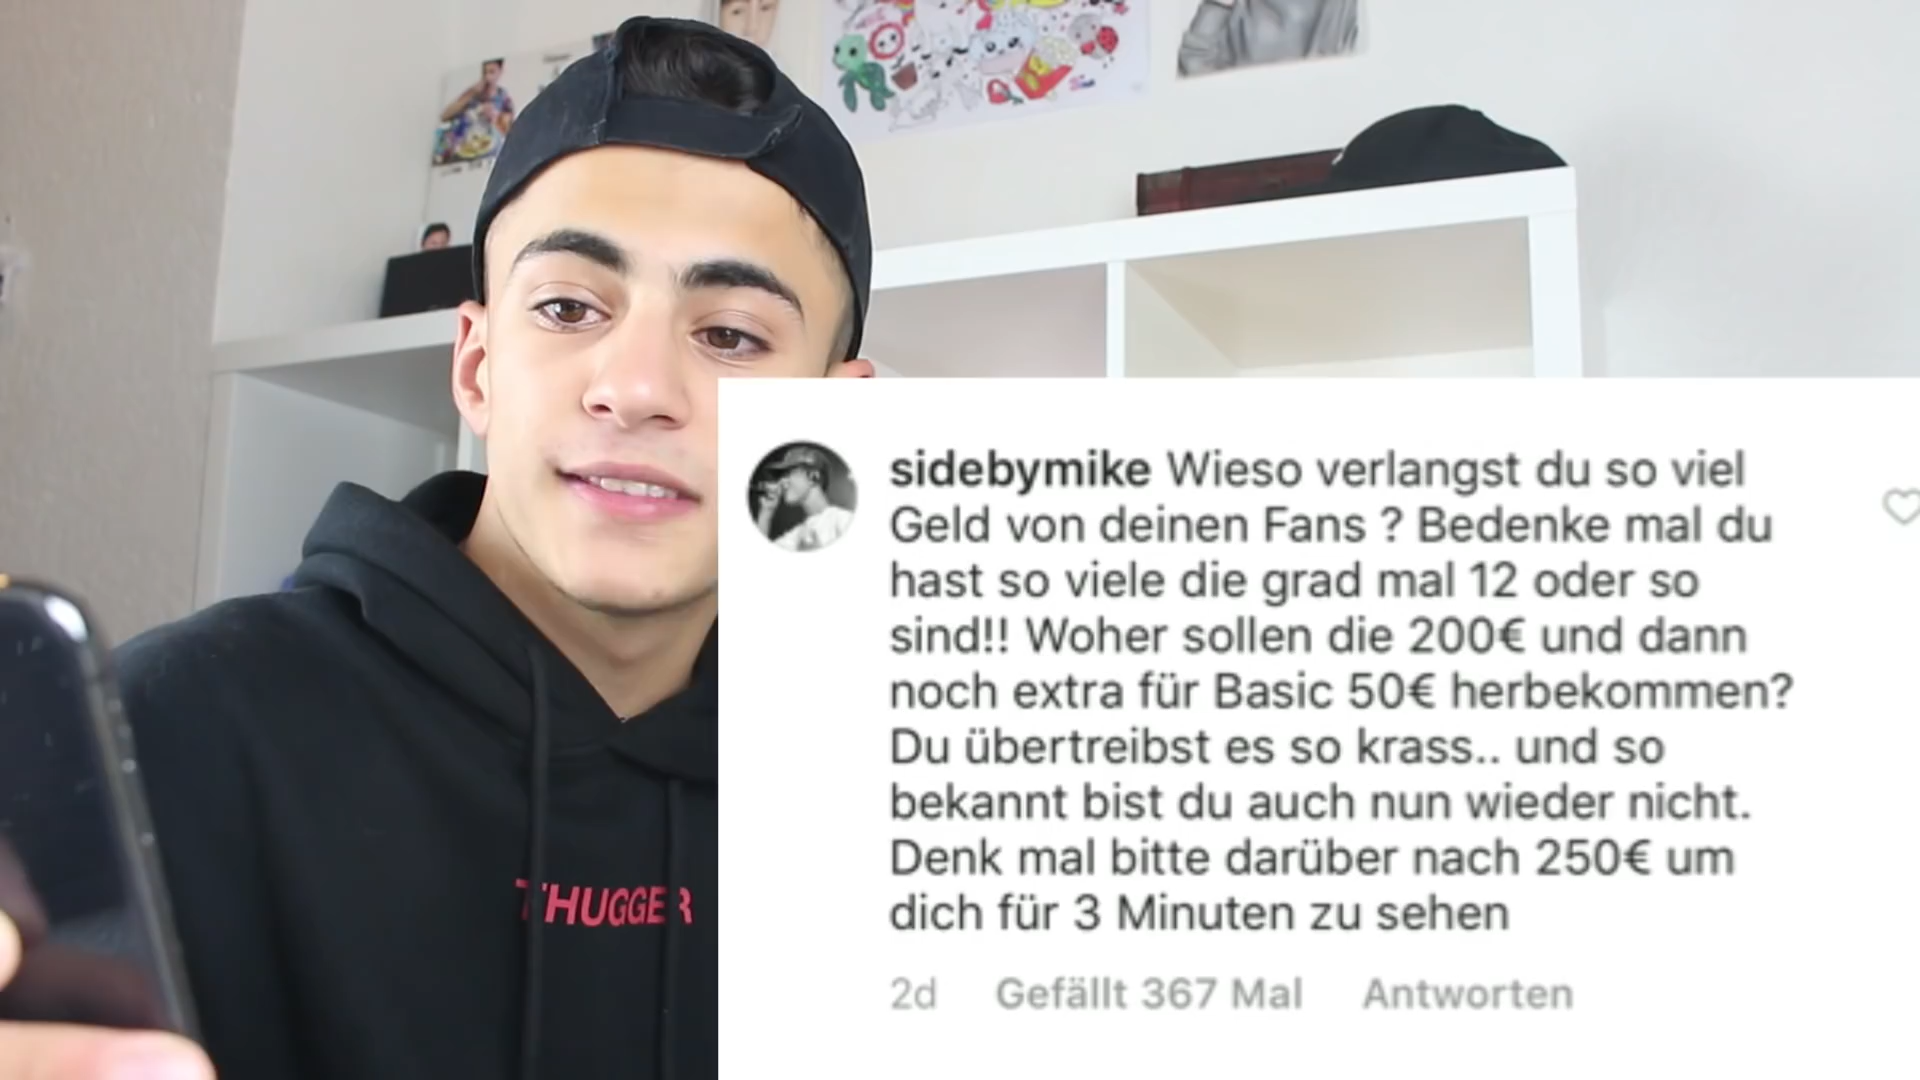 sidebymike Wieso verlangst du so viel
Geld von deinen Fans ? Bedenke mal du
hast so viele die grad mal 12 oder so
sind!! Woher sollen die 200€ und dann
noch extra für Basic 50€ herbekommen?
Du übertreibst es so krass.. und so
bekannt bist du auch nun wieder nicht.
Denk mal bitte darüber nach 250€ um
dich für 3 Minuten zu sehen
2d Gefällt 367 Mal Antworten
THUGGER